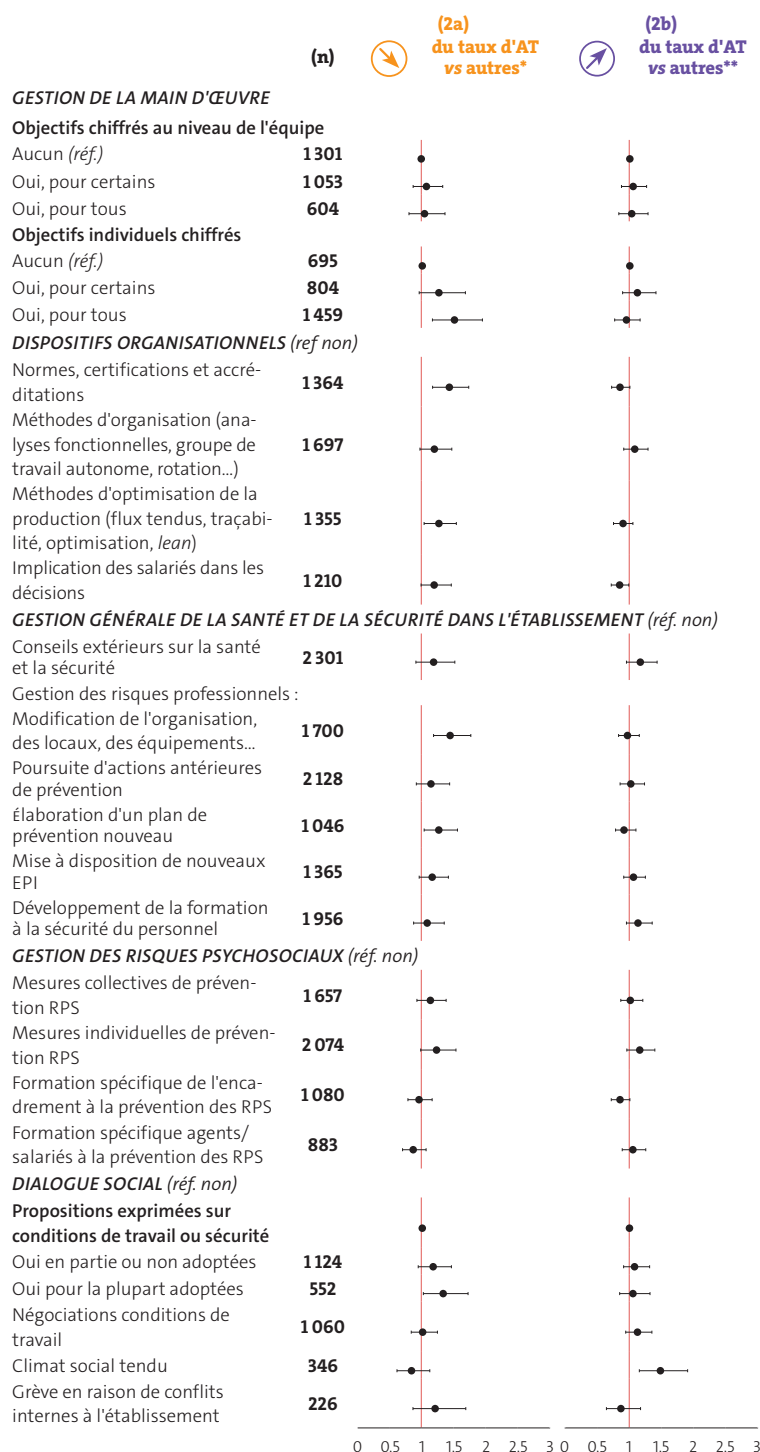 (n)
(2a)
du taux d'AT
vs autres*
(2b)
du taux d'AT
vs autres**
GESTION DE LA MAIN D'ŒUVRE
Objectifs chiffrés au niveau de l'équipe
Aucun (réf.) 1 301
Oui, pour certains 1 053
Oui, pour tous 604
Objectifs individuels chiffrés
Aucun (réf.) 695
Oui, pour certains 804
Oui, pour tous 1 459
DISPOSITIFS ORGANISATIONNELS (ref non)
Normes, certifications et accré-
ditations 1 364
Méthodes d'organisation (ana-
lyses fonctionnelles, groupe de 1 697
travail autonome, rotation...)
Méthodes d'optimisation de la
production (flux tendus, traçabi- 1 355
lité, optimisation, lean)
Implication des salariés dans les
décisions 1 210
GESTION GÉNÉRALE DE LA SANTÉ ET DE LA SÉCURITÉ DANS L'ÉTABLISSEMENT (réf. non)
Conseils extérieurs sur la santé
et la sécurité 2 301
Gestion des risques professionnels :
Modification de l'organisation,
des locaux, des équipements... 1 700
Poursuite d'actions antérieures
de prévention 2 128
Élaboration d'un plan de
prévention nouveau 1 046
Mise à disposition de nouveaux
EPI 1 365
Développement de la formation
à la sécurité du personnel 1 956
GESTION DES RISQUES PSYCHOSOCIAUX (réf. non)
Mesures collectives de préven-
tion RPS 1 657
Mesures individuelles de préven-
tion RPS 2 074
Formation spécifique de l'enca-
drement à la prévention des RPS 1 080
Formation spécifique agents/
salariés à la prévention des RPS 883
DIALOGUE SOCIAL (réf. non)
Propositions exprimées sur
conditions de travail ou sécurité
Oui en partie ou non adoptées 1 124
Oui pour la plupart adoptées 552
Négociations conditions de
travail 1 060
Climat social tendu 346
Grève en raison de conflits
internes à l'établissement 226
0 0.5 1 1.5 2 2.5 3 0 0.5 1 1.5 2 2.5 3